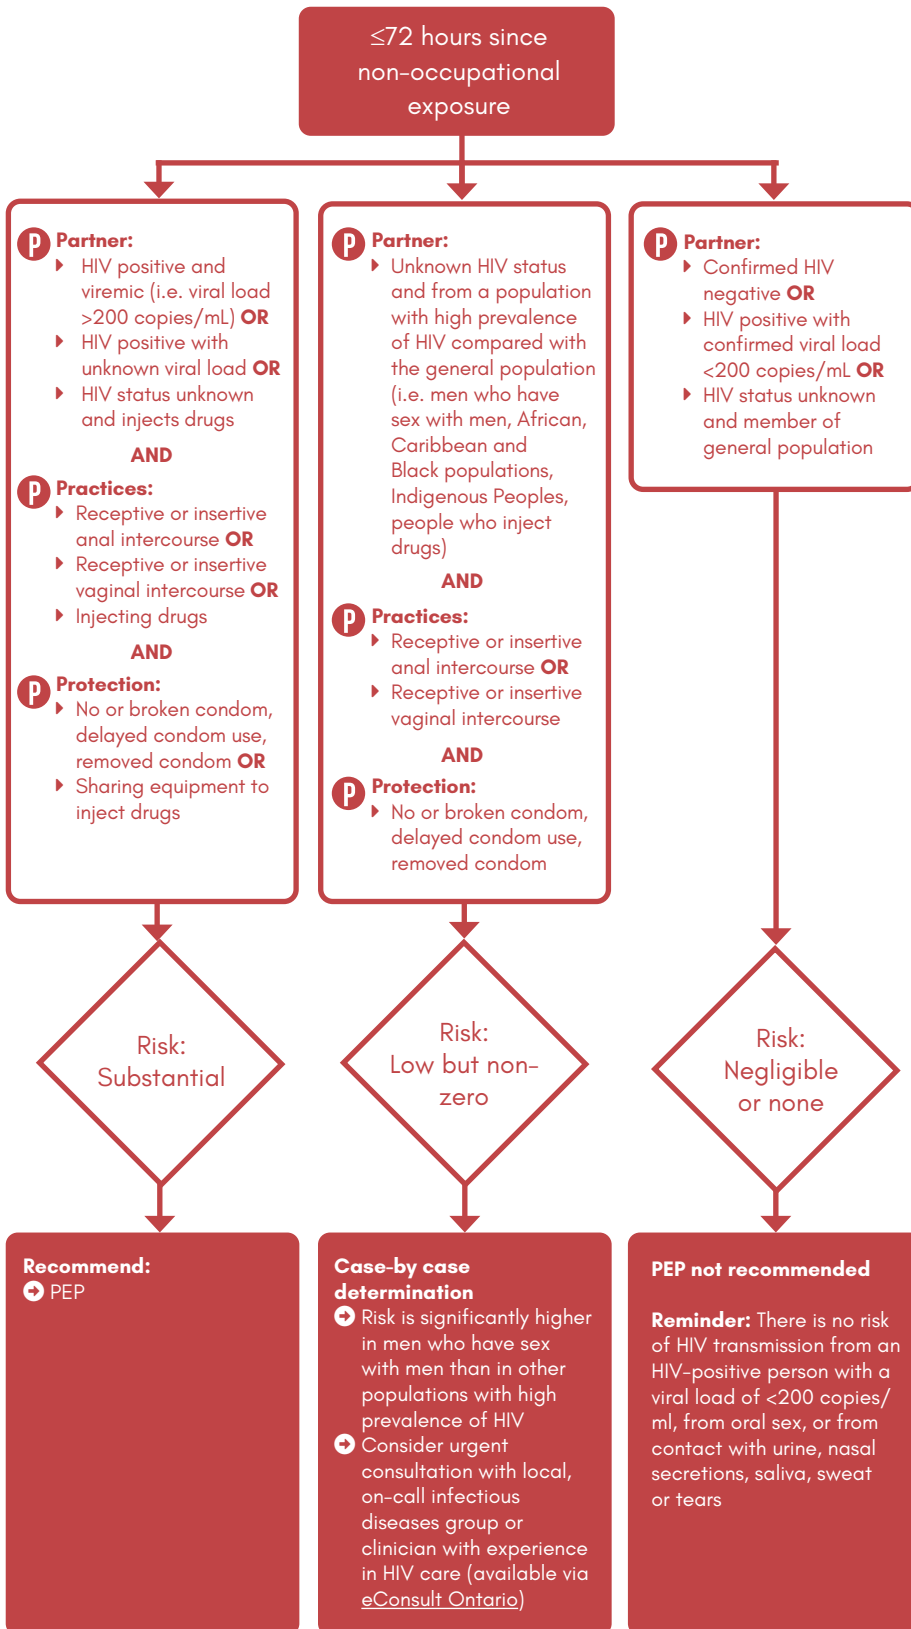 ≤72 hours since
non-occupational
exposure
P Partner:
HIV positive and
viremic (i.e. viral load
>200 copies/mL) OR
HIV positive with
unknown viral load OR
HIV status unknown
and injects drugs
AND
P Practices:
Receptive or insertive
anal intercourse OR
Receptive or insertive
vaginal intercourse OR
Injecting drugs
AND
P Protection:
No or broken condom,
delayed condom use,
removed condom OR
Sharing equipment to
inject drugs
Risk:
Substantial
Recommend:
PEP
P Partner:
Unknown HIV status
and from a population
with high prevalence
of HIV compared with
the general population
(i.e. men who have
sex with men, African,
Caribbean and
Black populations,
Indigenous Peoples,
people who inject
drugs)
AND
P Practices:
Receptive or insertive
anal intercourse OR
Receptive or insertive
vaginal intercourse
AND
P Protection:
No or broken condom,
delayed condom use,
removed condom
Risk:
Low but non-
zero
Case-by case
determination
Risk is significantly higher
in men who have sex
with men than in other
populations with high
prevalence of HIV
Consider urgent
consultation with local,
on-call infectious
diseases group or
clinician with experience
in HIV care (available via
eConsult Ontario)
P Partner:
Confirmed HIV
negative OR
HIV positive with
confirmed viral load
<200 copies/mL OR
HIV status unknown
and member of
general population
Risk:
Negligible
or none
PEP not recommended
Reminder: There is no risk
of HIV transmission from an
HIV-positive person with a
viral load of <200 copies/
ml, from oral sex, or from
contact with urine, nasal
secretions, saliva, sweat
or tears